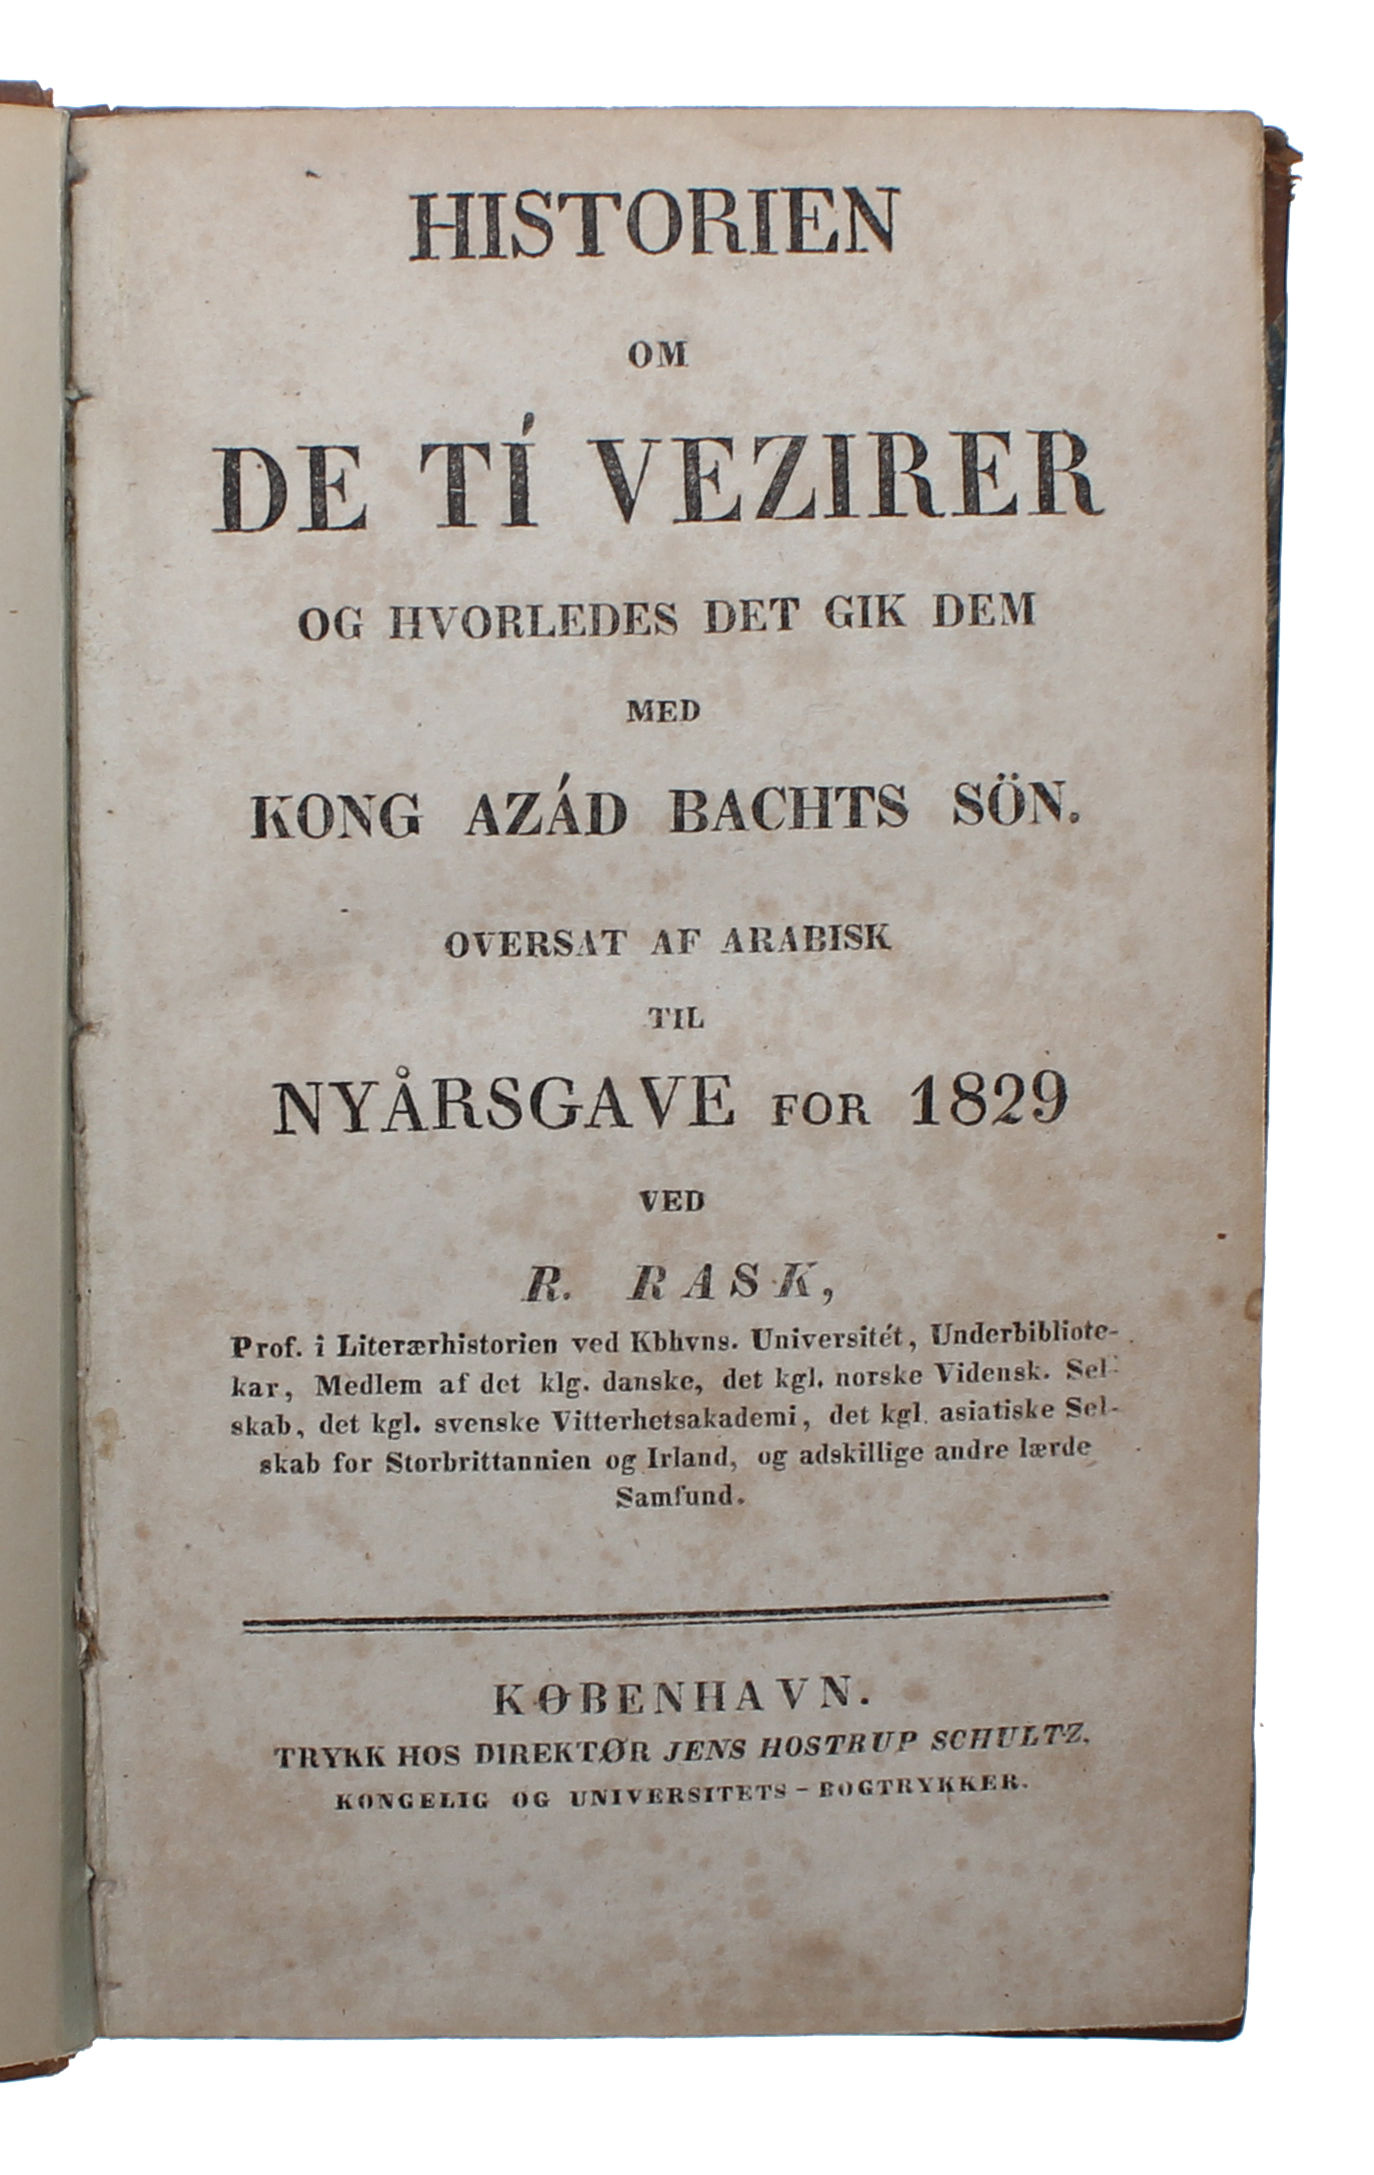 HISTORIEN
OM
DE TÍ VEZIRER
OG HVORLEDES DET GIK DEM
MED
KONG AZÁD BACHTS SÖN.
OVERSAT AF ARABISK
TIL
NYÅRSGAVE FOR 1829
VED
R. RASK,
Prof. i Literærhistorien ved Kbhvns. Universitét, Underbibliote-
kar, Medlem af det klg. danske, det kgl. norske Vidensk. Sel-
skab, det kgl. svenske Vitterhetsakademi, det kgl. asiatiske Sel-
skab for Storbrittannien og Irland, og adskillige andre lærde
Samfund.
KØBENHAVN.
TRYKK HOS DIREKTØR JENS HOSTRUP SCHULTZ,
KONGELIG OG UNIVERSITETS-BOGTRYKKER.